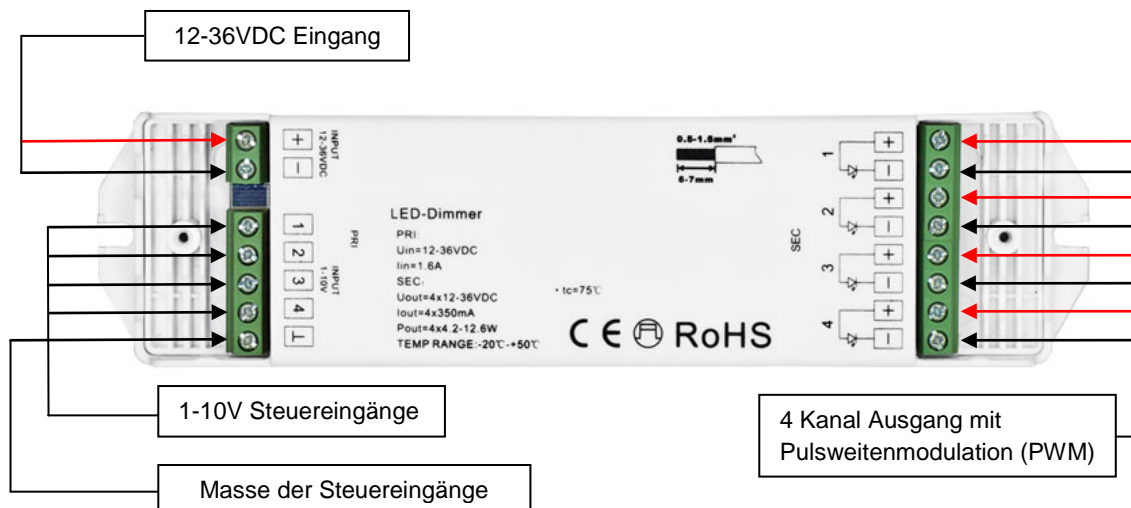 12-36VDC Eingang
+
−
INPUT
12-36VDC
1
2
3
4
⊥
INPUT
1-10V
PRI
LED-Dimmer
PRI:
Uin=12-36VDC
Iin=1.6A
SEC:
Uout=4x12-36VDC
Iout=4x350mA
Pout=4x4.2-12.6W
TEMP RANGE:-20℃-+50℃
• tc=75℃
CE RoHS
0.5-1.5mm²
6-7mm
SEC
1
+
−
2
+
−
3
+
−
4
+
−
1-10V Steuereingänge
Masse der Steuereingänge
4 Kanal Ausgang mit
Pulsweitenmodulation (PWM)